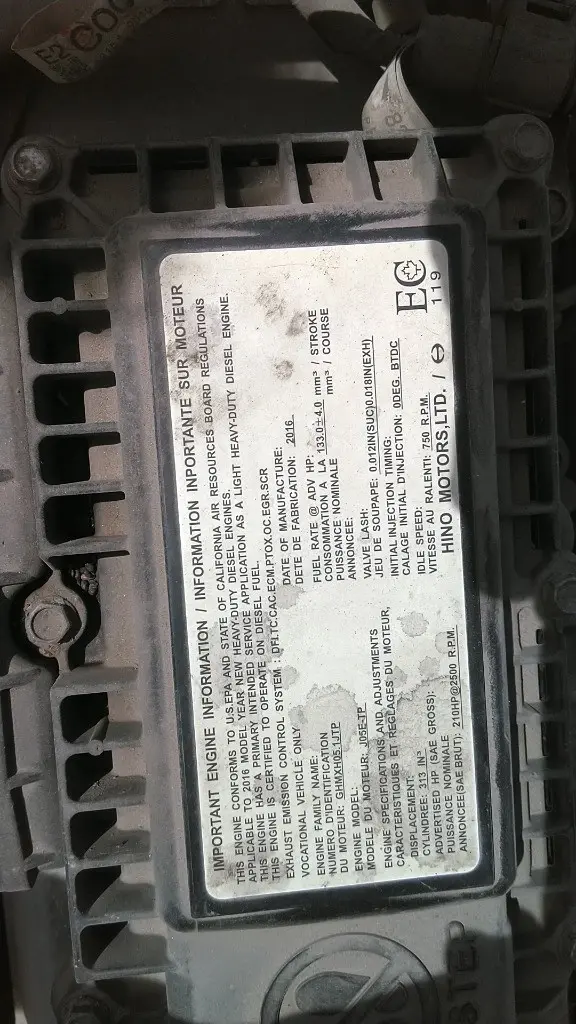 E2C00
IMPORTANT ENGINE INFORMATION / INFORMATION INPORTANTE SUR MOTEUR
THIS ENGINE CONFORMS TO U.S.EPA AND STATE OF CALIFORNIA AIR RESOURCES BOARD REGULATIONS
APPLICABLE TO 2016 MODEL YEAR NEW HEAVY-DUTY DIESEL ENGINES.
THIS ENGINE HAS A PRIMARY INTENDED SERVICE APPLICATION AS A LIGHT HEAVY-DUTY DIESEL ENGINE.
THIS ENGINE IS CERTIFIED TO OPERATE ON DIESEL FUEL.
EXHAUST EMISSION CONTROL SYSTEM : DFI,TC,CAC,ECM,PTOX,OC,EGR,SCR
VOCATIONAL VEHICLE ONLY
ENGINE FAMILY NAME:
NUMERO D'IDENTIFICATION
DU MOTEUR: GHMXH05.1JTP
ENGINE MODEL:
MODELE DU MOTEUR: J05E-TP
ENGINE SPECIFICATIONS AND ADJUSTMENTS
CARACTERISTIQUES ET REGLAGES DU MOTEUR,
DISPLACEMENT:
CYLINDREE: 313 IN³
ADVERTISED HP (SAE GROSS):
PUISSANCE NOMINALE
ANNONCEE(SAE BRUT): 210HP@2500 R.P.M.
DATE OF MANUFACTURE:
DETE DE FABRICATION: 2016
FUEL RATE @ ADV HP:
CONSOMMATION A LA 133.0±4.0 mm³ / STROKE
PUISSANCE NOMINALE mm³ / COURSE
ANNONCEE:
VALVE LASH:
JEU DE SOUPAPE: 0.012IN(SUC)0.018IN(EXH)
INITIAL INJECTION TIMING:
CALAGE INITIAL D'INJECTION: 0DEG. BTDC
IDLE SPEED:
VITESSE AU RALENTI: 750 R.P.M.
HINO MOTORS,LTD. /
EC
119
STEP